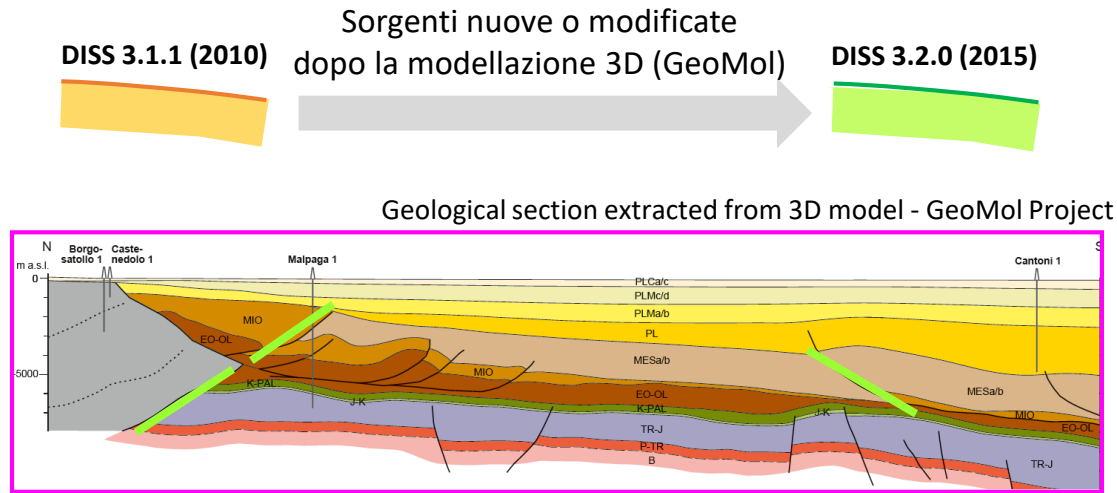 Sorgenti nuove o modificate
dopo la modellazione 3D (GeoMol)
DISS 3.1.1 (2010)
DISS 3.2.0 (2015)
Geological section extracted from 3D model - GeoMol Project
N
S
m a.s.l.
Borgo-
satollo 1
Caste-
nedolo 1
Malpaga 1
Cantoni 1
0
PLCa/c
PLMc/d
PLMa/b
MIO
PL
EO-OL
MESa/b
MIO
-5000
K-PAL
J-K
EO-OL
K-PAL
J-K
MESa/b
MIO
EO-OL
TR-J
P-TR
B
TR-J